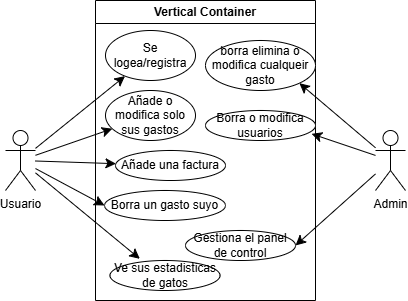 Vertical Container
Se
logea/registra
borra elimina o
modifica cualqueir
gasto
Añade o
modifica solo
sus gastos
Borra o modifica
usuarios
Añade una factura
Usuario
Admin
Borra un gasto suyo
Gestiona el panel
de control
Ve sus estadisticas
de gatos